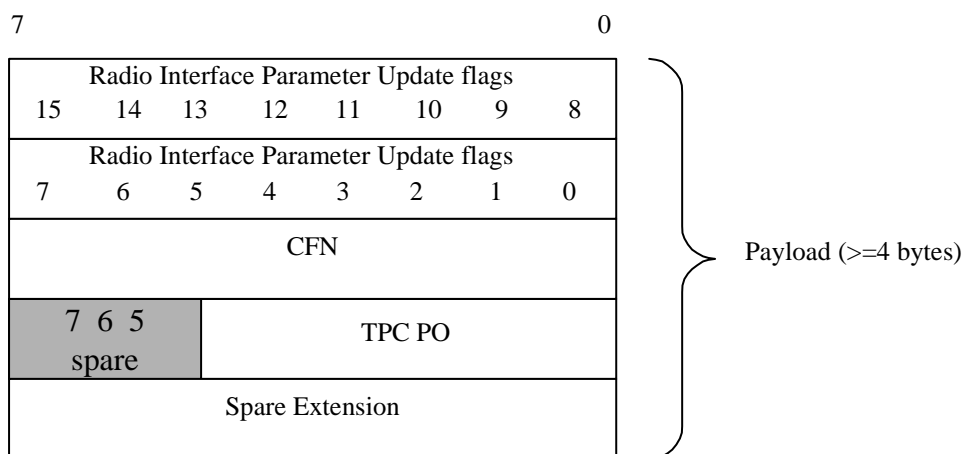 7 0
Radio Interface Parameter Update flags
15 14 13 12 11 10 9 8
Radio Interface Parameter Update flags
7 6 5 4 3 2 1 0
CFN
Payload (>=4 bytes)
7 6 5
spare
TPC PO
Spare Extension